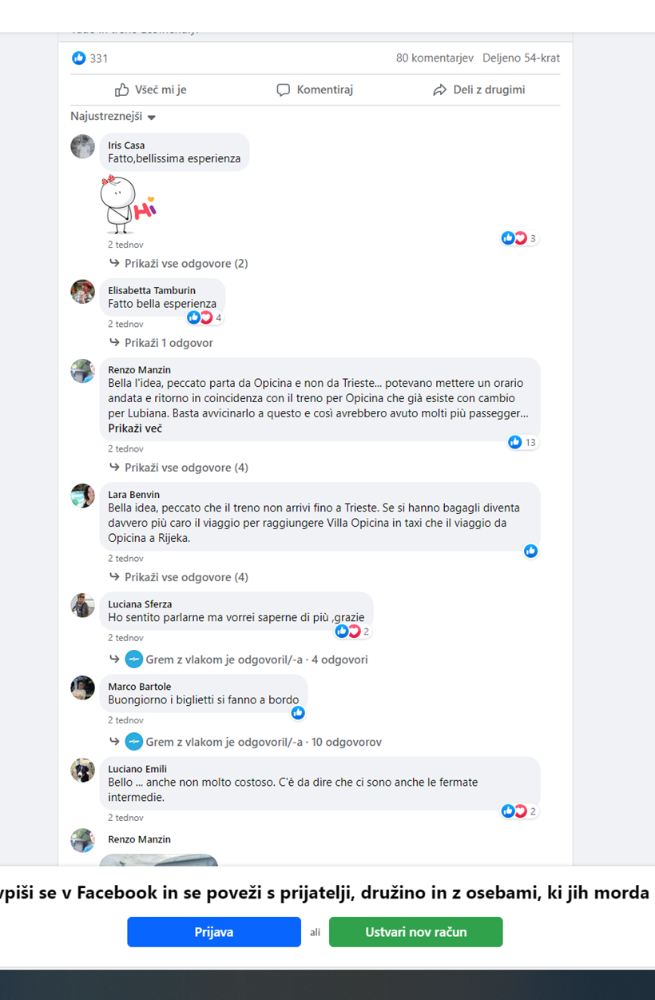 331
80 komentarjev Deljeno 54-krat
Všeč mi je Komentiraj Deli z drugimi
Najustreznejši
Iris Casa
Fatto,bellissima esperienza
Hi
3
2 tednov
Prikaži vse odgovore (2)
Elisabetta Tamburin
Fatto bella esperienza
4
2 tednov
Prikaži 1 odgovor
Renzo Manzin
Bella l'idea, peccato parta da Opicina e non da Trieste... potevano mettere un orario
andata e ritorno in coincidenza con il treno per Opicina che già esiste con cambio
per Lubiana. Basta avvicinarlo a questo e così avrebbero avuto molti più passegger...
Prikaži več
13
2 tednov
Prikaži vse odgovore (4)
Lara Benvin
Bella idea, peccato che il treno non arrivi fino a Trieste. Se si hanno bagagli diventa
davvero più caro il viaggio per raggiungere Villa Opicina in taxi che il viaggio da
Opicina a Rijeka.
2 tednov
Prikaži vse odgovore (4)
Luciana Sferza
Ho sentito parlarne ma vorrei saperne di più ,grazie
2
2 tednov
Grem z vlakom je odgovoril/-a · 4 odgovori
Marco Bartole
Buongiorno i biglietti si fanno a bordo
2 tednov
Grem z vlakom je odgovoril/-a · 10 odgovorov
Luciano Emili
Bello ... anche non molto costoso. C'è da dire che ci sono anche le fermate
intermedie.
2
2 tednov
Renzo Manzin
vpiši se v Facebook in se poveži s prijatelji, družino in z osebami, ki jih morda
Prijava ali Ustvari nov račun